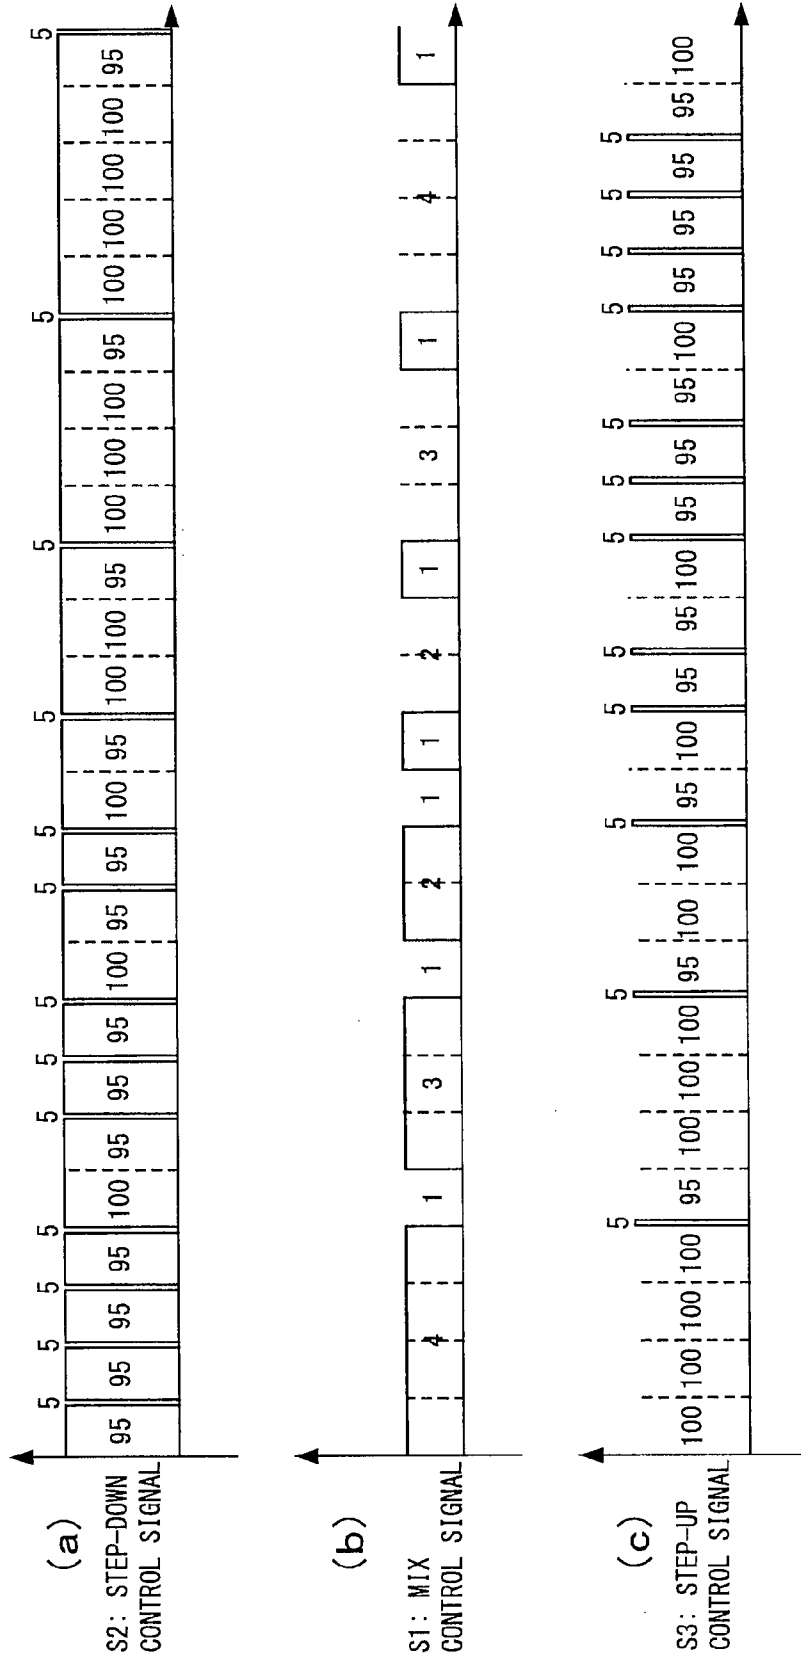 (a)
S2: STEP-DOWN
CONTROL SIGNAL
5 5 5 5 5 5 5 5 5 5 5 5 5
95 95 95 95 100 95 95 95 100 95 95 100 95 100 100 95 100 100 100 95 100 100 100 100 95
(b)
S1: MIX
CONTROL SIGNAL
4 1 3 1 2 1 1 2 1 3 1 4 1
(c)
S3: STEP-UP
CONTROL SIGNAL
5 5 5 5 5 5 5 5 5 5 5 5
100 100 100 100 95 100 100 100 95 100 100 95 100 95 95 100 95 95 95 100 95 95 95 95 100